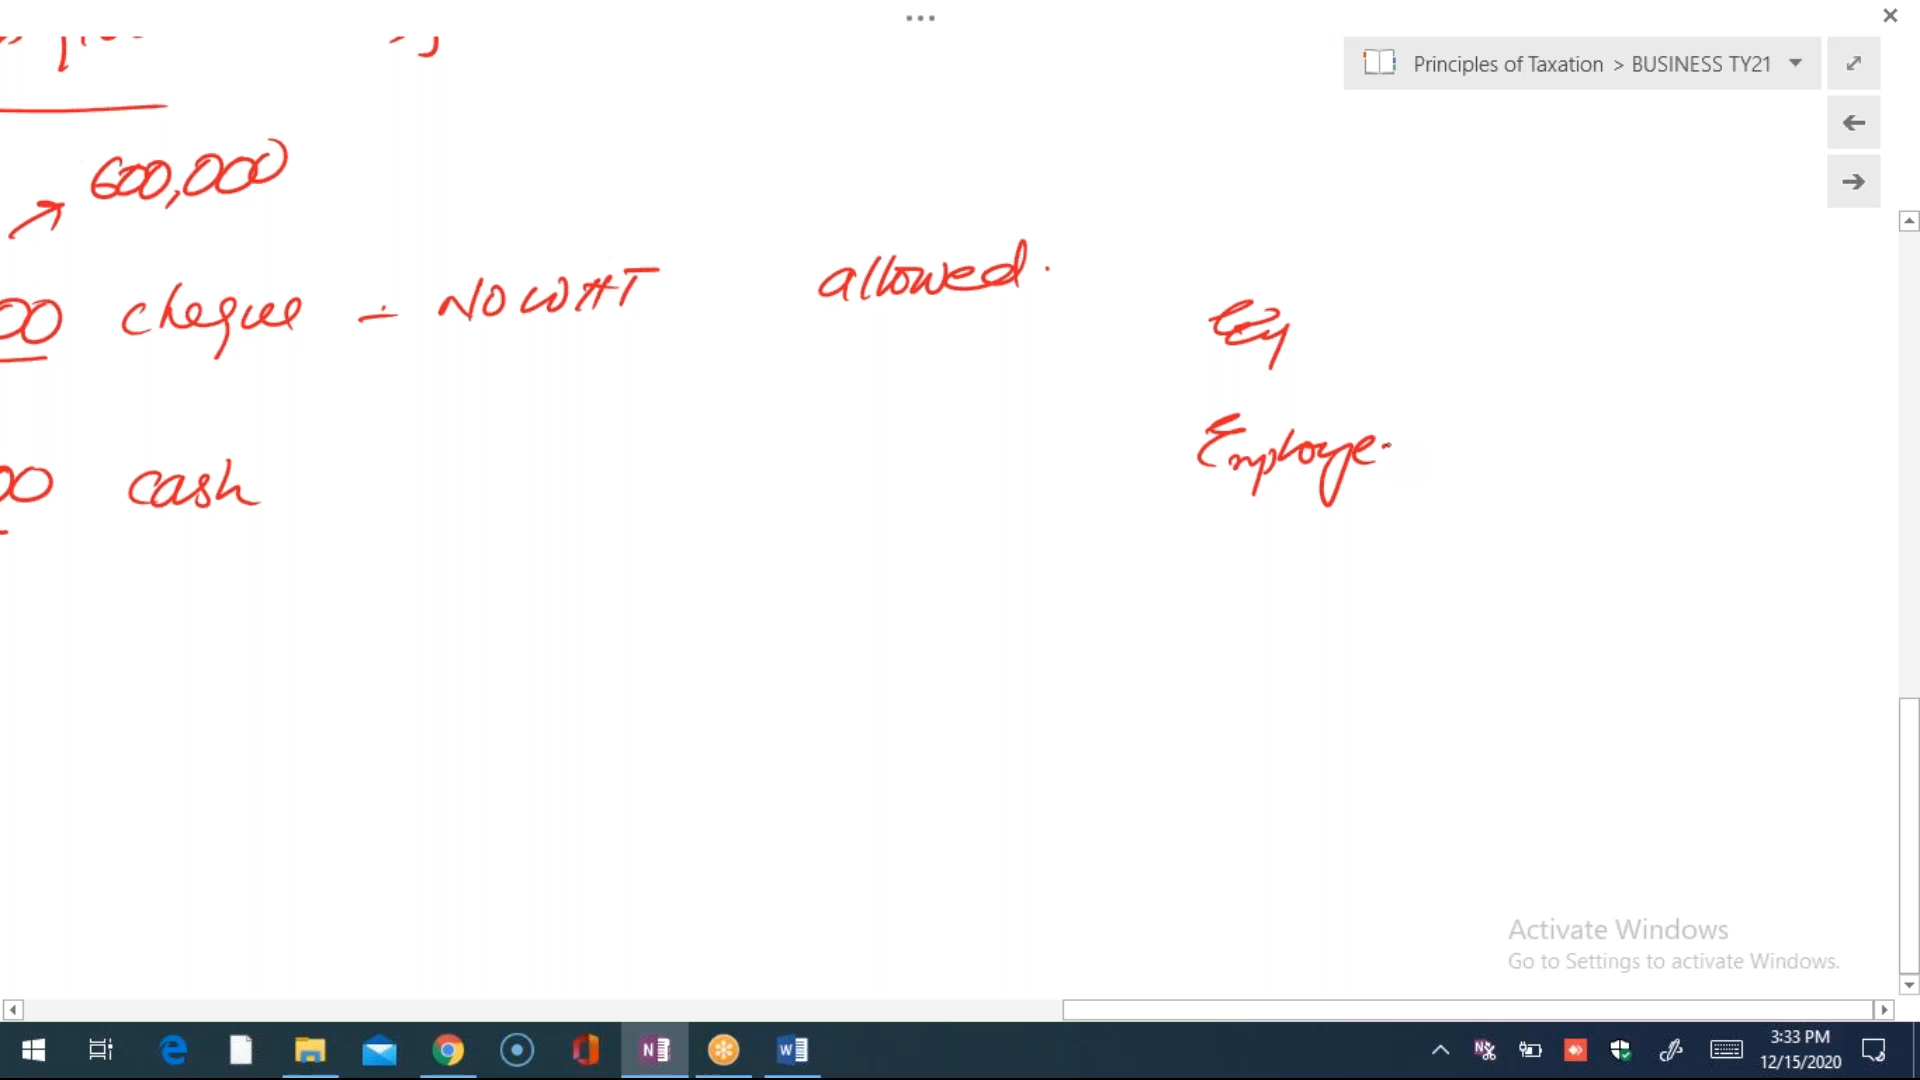 Principles of Taxation > BUSINESS TY21
600,000
00 cheque - NO WHT allowed.
Employe
00 cash
Activate Windows
Go to Settings to activate Windows.
3:33 PM
12/15/2020